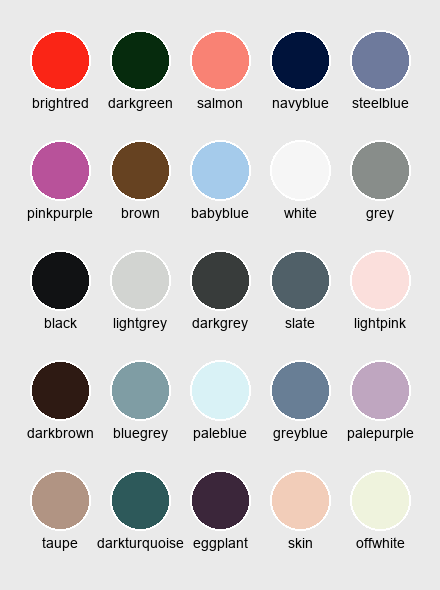 brightred darkgreen salmon navyblue steelblue
pinkpurple brown babyblue white grey
black lightgrey darkgrey slate lightpink
darkbrown bluegrey paleblue greyblue palepurple
taupe darkturquoise eggplant skin offwhite